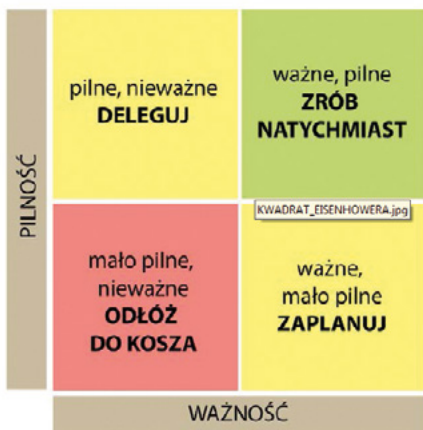 PILNOŚĆ
pilne, nieważne
DELEGUJ
ważne, pilne
ZRÓB
NATYCHMIAST
KWADRAT_EISENHOWERA.jpg
mało pilne,
nieważne
ODŁÓŻ
DO KOSZA
ważne,
mało pilne
ZAPLANUJ
WAŻNOŚĆ